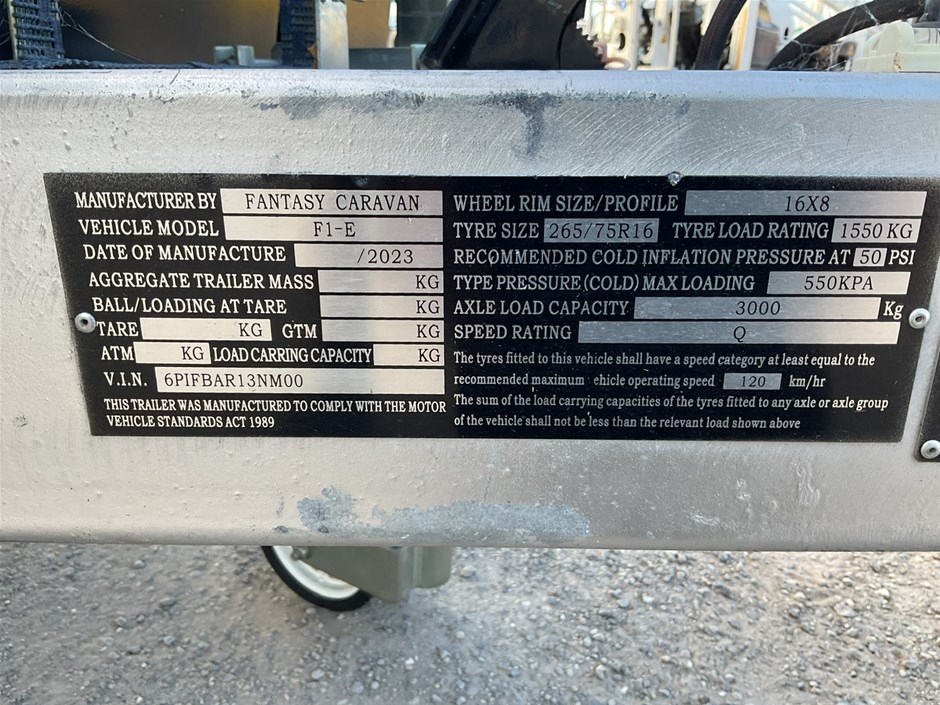 MANUFACTURER BY FANTASY CARAVAN
VEHICLE MODEL F1-E
DATE OF MANUFACTURE /2023
AGGREGATE TRAILER MASS KG
BALL/LOADING AT TARE KG
TARE KG GTM KG
ATM KG LOAD CARRING CAPACITY KG
V.I.N. 6PIFBAR13NM00
THIS TRAILER WAS MANUFACTURED TO COMPLY WITH THE MOTOR
VEHICLE STANDARDS ACT 1989
WHEEL RIM SIZE/PROFILE 16X8
TYRE SIZE 265/75R16 TYRE LOAD RATING 1550 KG
RECOMMENDED COLD INFLATION PRESSURE AT 50 PSI
TYPE PRESSURE (COLD) MAX LOADING 550KPA
AXLE LOAD CAPACITY 3000 Kg
SPEED RATING Q
The tyres fitted to this vehicle shall have a speed category at least equal to the
recommended maximum ehicle operating speed 120 km/hr
The sum of the load carrying capacities of the tyres fitted to any axle or axle group
of the vehicle shall not be less than the relevant load shown above